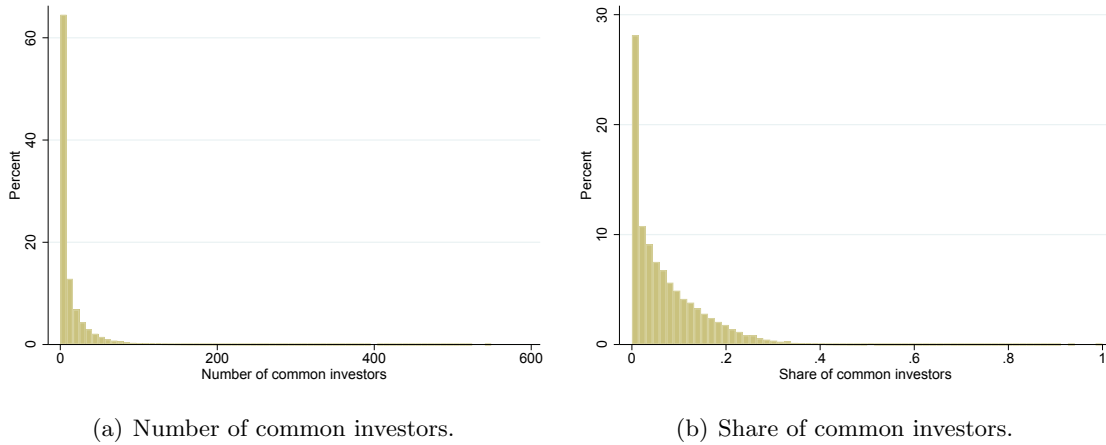 60
40
20
0
Percent
0 200 400 600
Number of common investors
(a) Number of common investors.
30
20
10
0
Percent
0 .2 .4 .6 .8 1
Share of common investors
(b) Share of common investors.